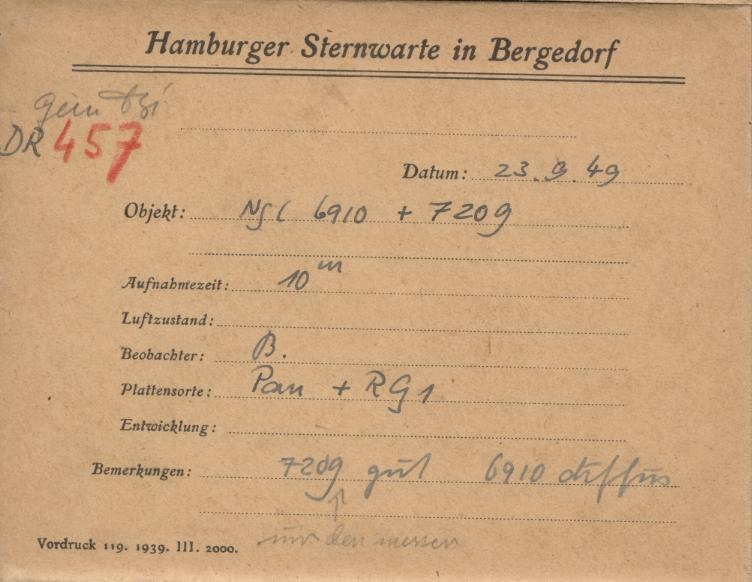 Hamburger Sternwarte in Bergedorf
DR 457
Datum: 23.9.49
Objekt: NGC 6910 + 7209
Aufnahmezeit: 10 m
Luftzustand:
Beobachter: B.
Plattensorte: Pan + RG1
Entwicklung:
Bemerkungen: 7209 gut 6910 diffus
nur den messen
Vordruck 119. 1939. III. 2000.